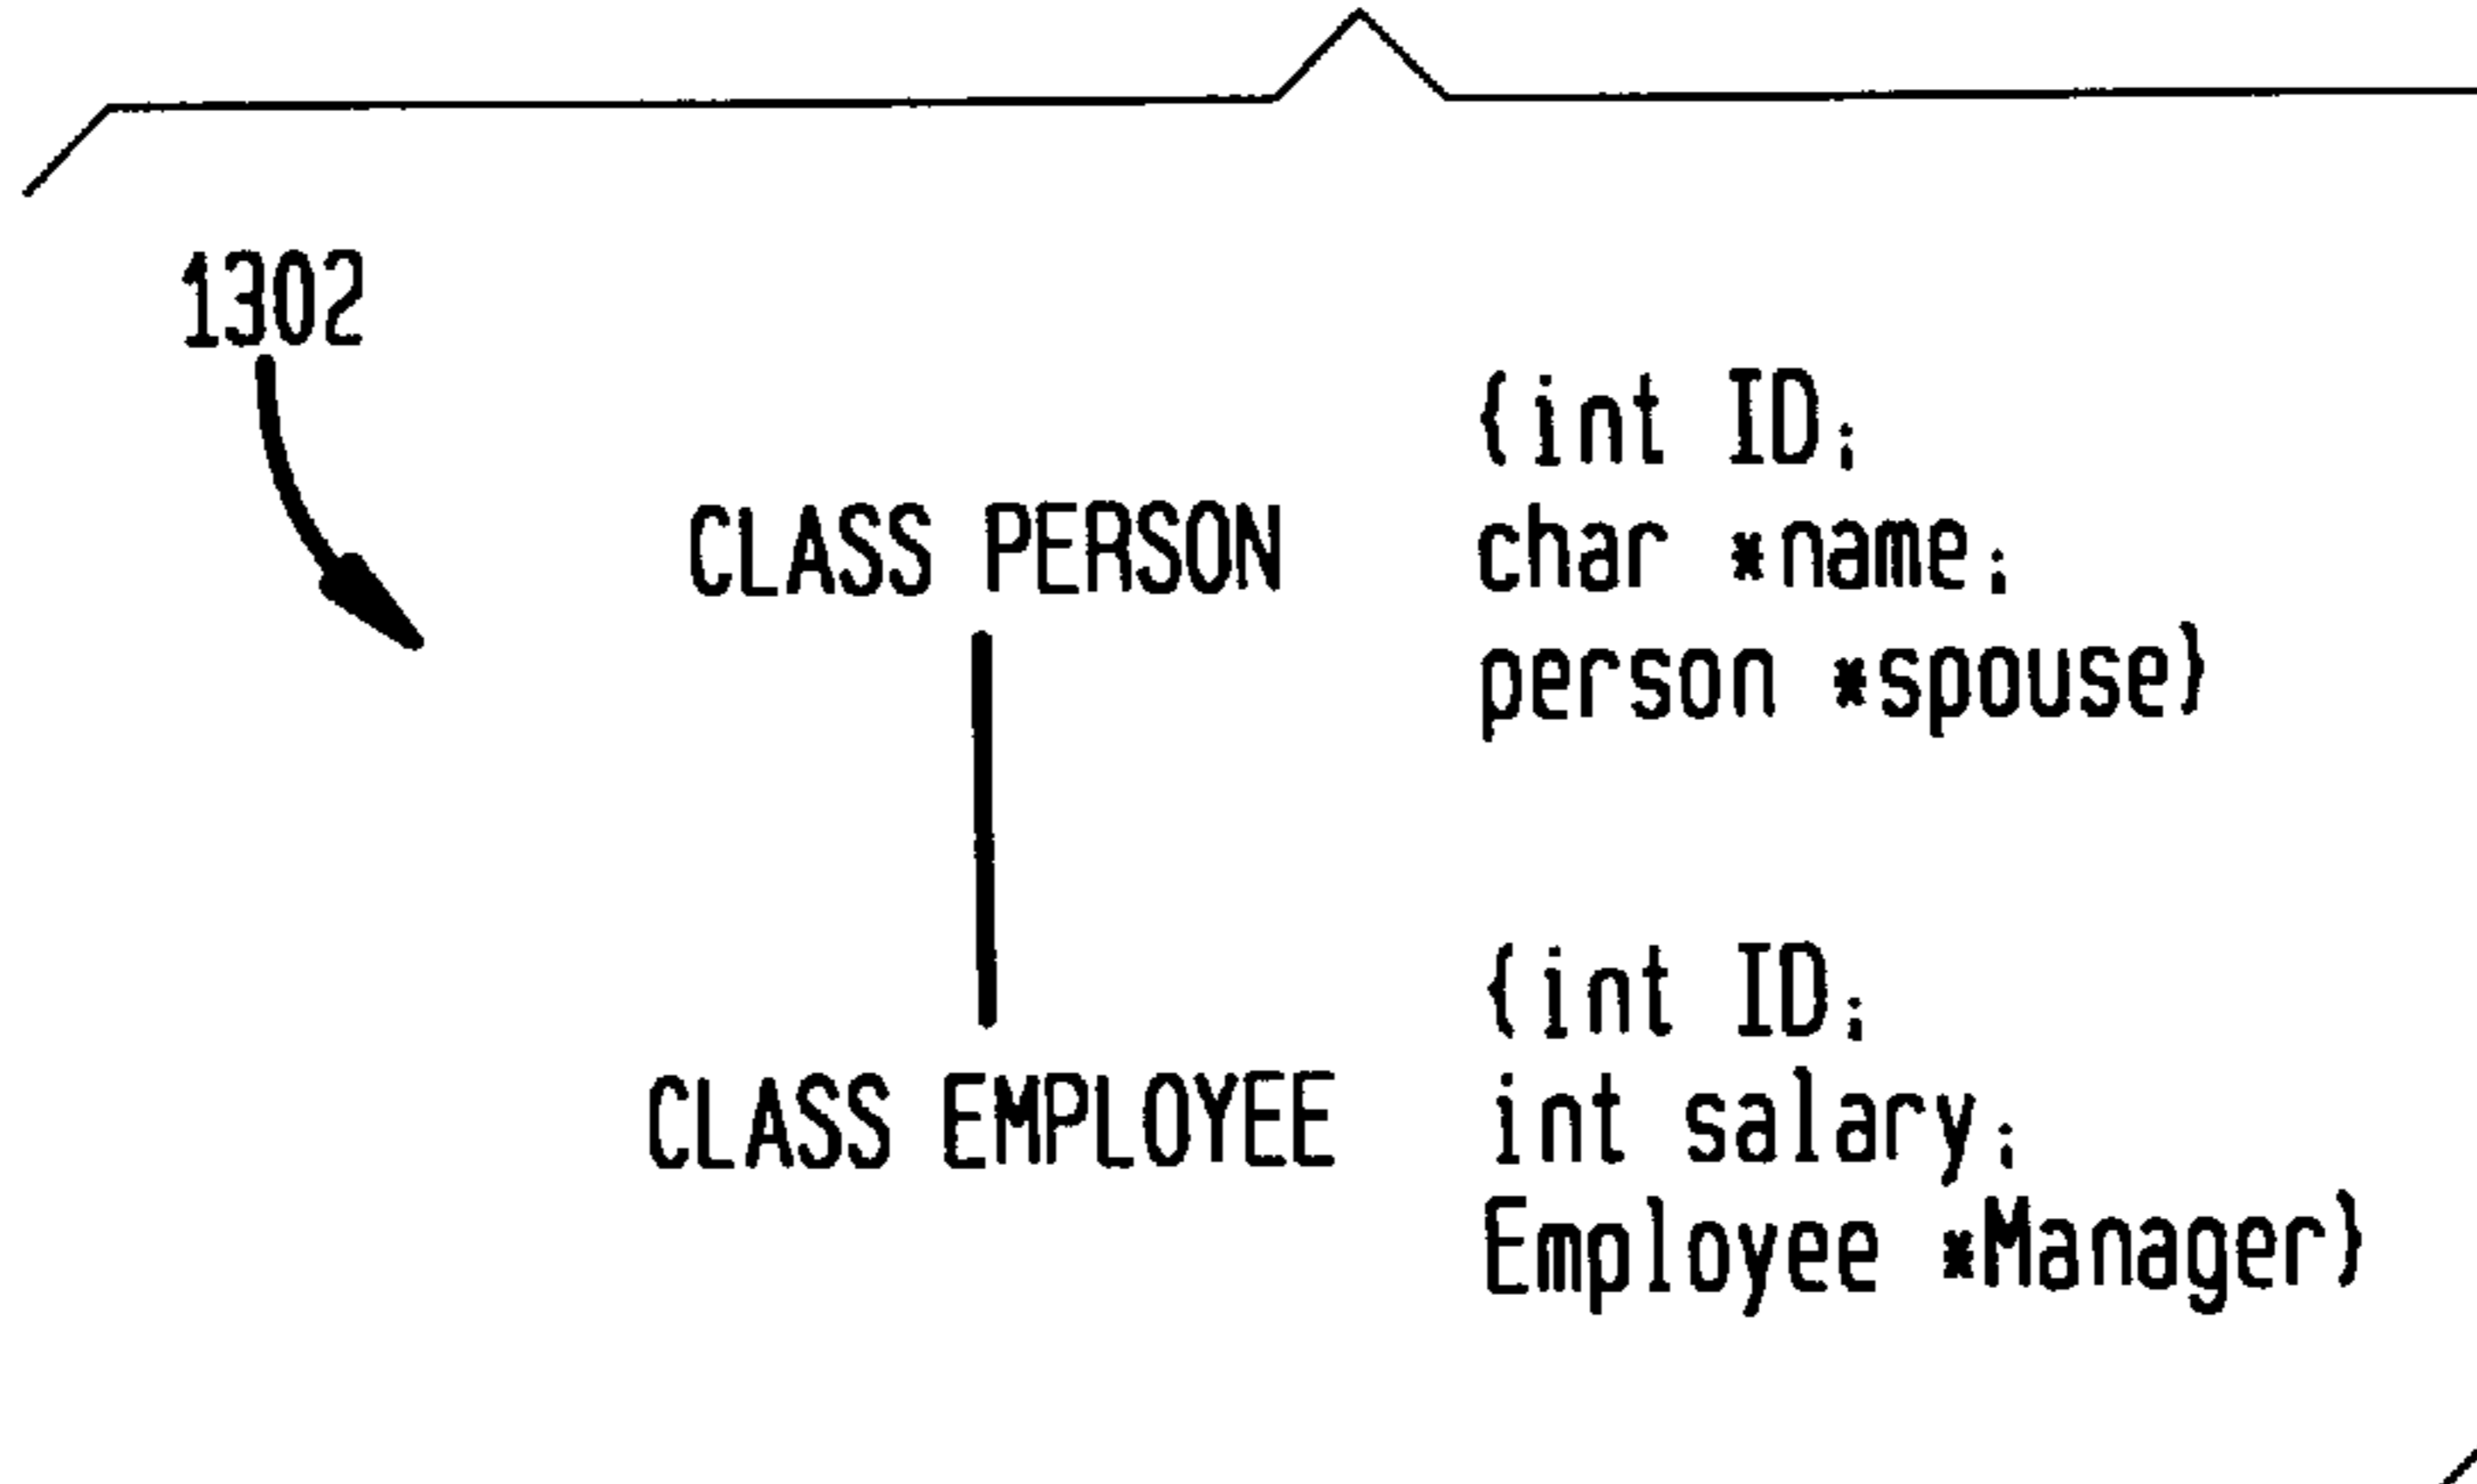 1302
{int ID;
CLASS PERSON char *name;
person *spouse}
{int ID;
CLASS EMPLOYEE int salary;
Employee *Manager}